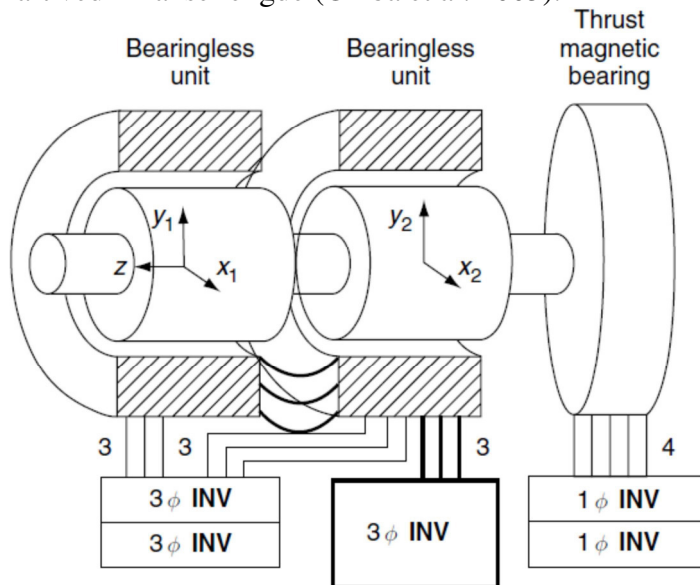 Thrust
magnetic
bearing
Bearingless
unit
Bearingless
unit
y1
z
x1
y2
x2
3
3
3
4
3ϕ INV
3ϕ INV
3ϕ INV
1ϕ INV
1ϕ INV